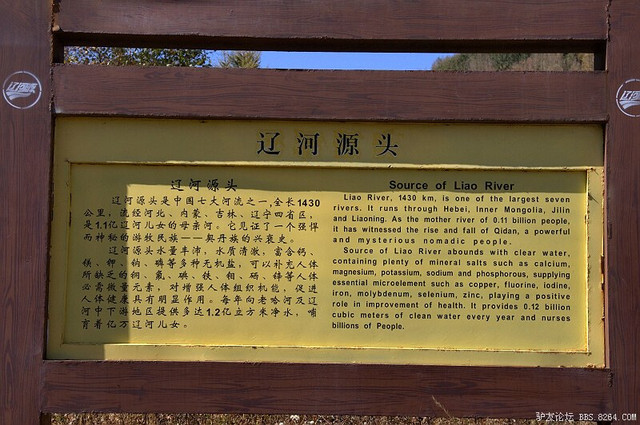 辽河源头
辽河源头
辽河源头是中国七大河流之一,全长1430
公里。流经河北、内蒙、吉林、辽宁四省区,
是1.1亿辽河儿女的母亲河。它见证了一个强悍
而神秘的游牧民族——契丹族的兴衰史。
辽河源头水量丰沛,水质清澈,富含钙、
镁、钾、钠、磷等多种无机盐,可以补充人体
所缺乏的铜、氟、碘、铁、钼、硒、锌等人体
必需微量元素,对增强人体组织机能,促进
人体健康具有明显作用。每年向老哈河及辽
河中下游地区提供多达1.2亿立方米净水,哺
育着亿万辽河儿女。
Source of Liao River
Liao River, 1430 km, is one of the largest seven
rivers. It runs through Hebei, Inner Mongolia, Jilin
and Liaoning. As the mother river of 0.11 billion people,
it has witnessed the rise and fall of Qidan, a powerful
and mysterious nomadic people.
Source of Liao River abounds with clear water,
containing plenty of mineral salts such as calcium,
magnesium, potassium, sodium and phosphorous, supplying
essential microelement such as copper, fluorine, iodine,
iron, molybdenum, selenium, zinc, playing a positive
role in improvement of health. It provides 0.12 billion
cubic meters of clean water every year and nurses
billions of People.
驴友论坛 BBS.8264.COM